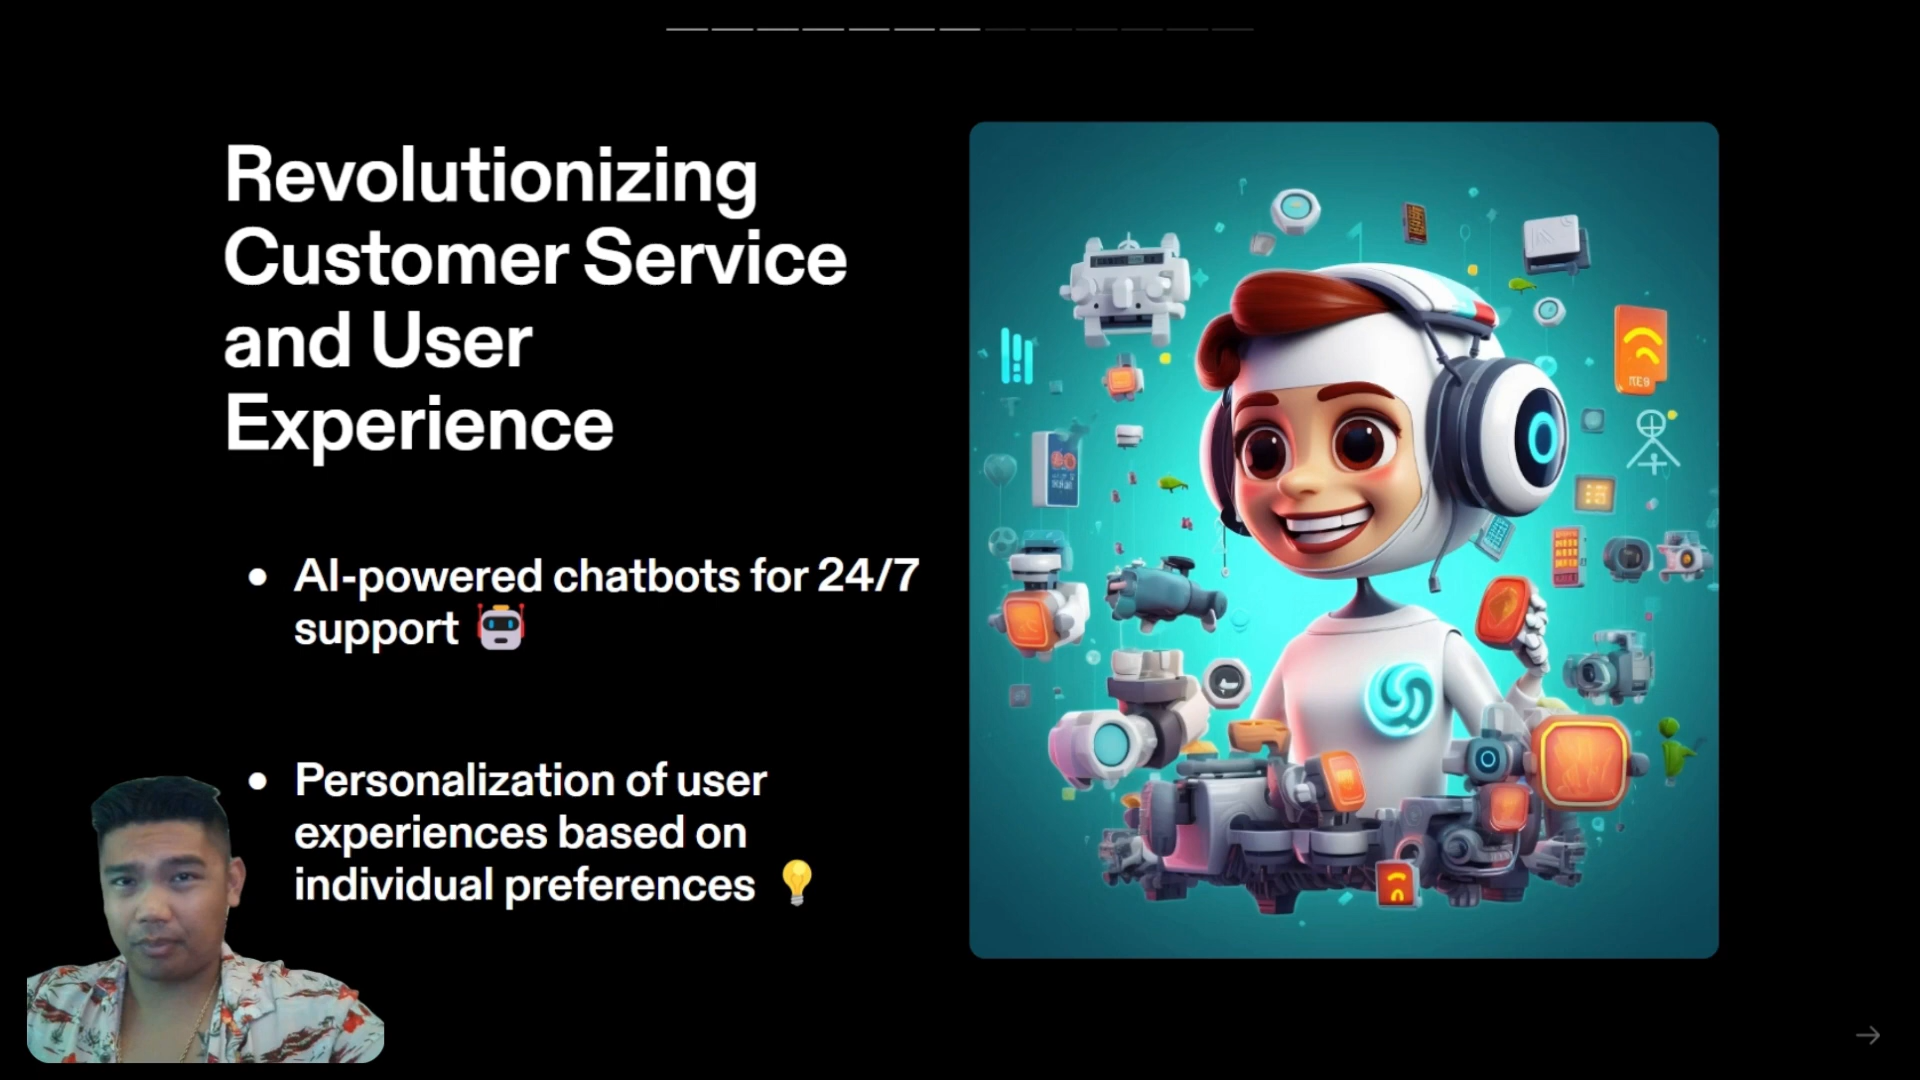 Revolutionizing
Customer Service
and User
Experience
• AI-powered chatbots for 24/7
support 🤖
• Personalization of user
experiences based on
individual preferences 💡